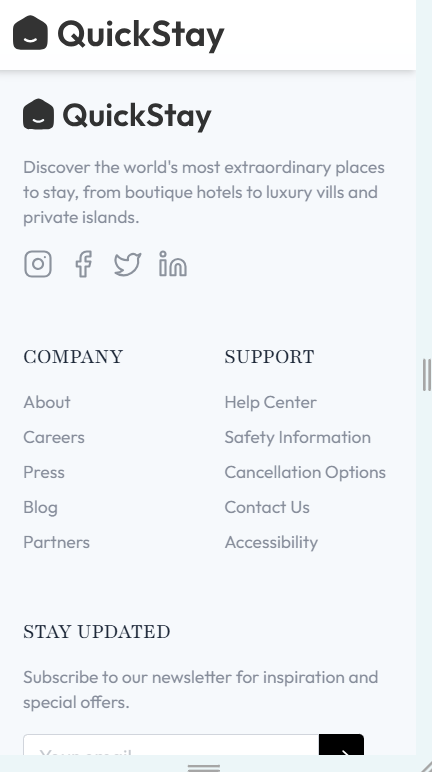 QuickStay
QuickStay
Discover the world's most extraordinary places
to stay, from boutique hotels to luxury vills and
private islands.
COMPANY
SUPPORT
About
Help Center
Careers
Safety Information
Press
Cancellation Options
Blog
Contact Us
Partners
Accessibility
STAY UPDATED
Subscribe to our newsletter for inspiration and
special offers.
Your email